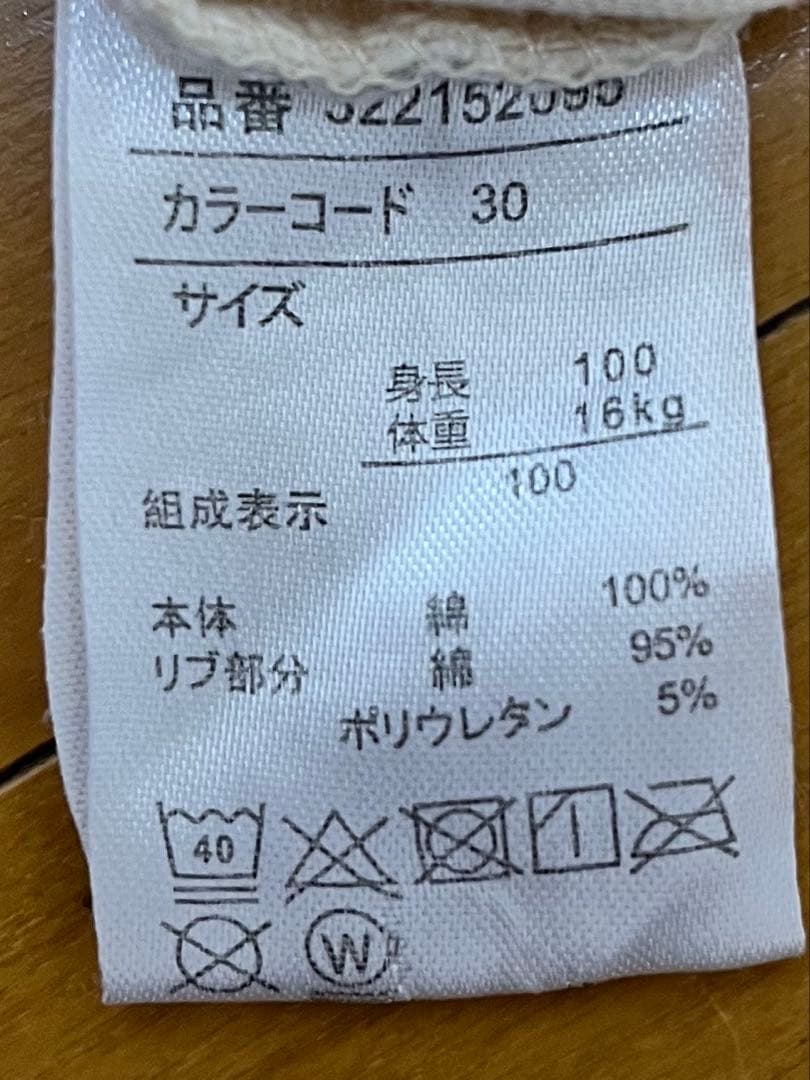 品番
カラーコード 30
サイズ
身長 100
体重 16kg
100
組成表示
本体 綿 100%
リブ部分 綿 95%
ポリウレタン 5%
40
W